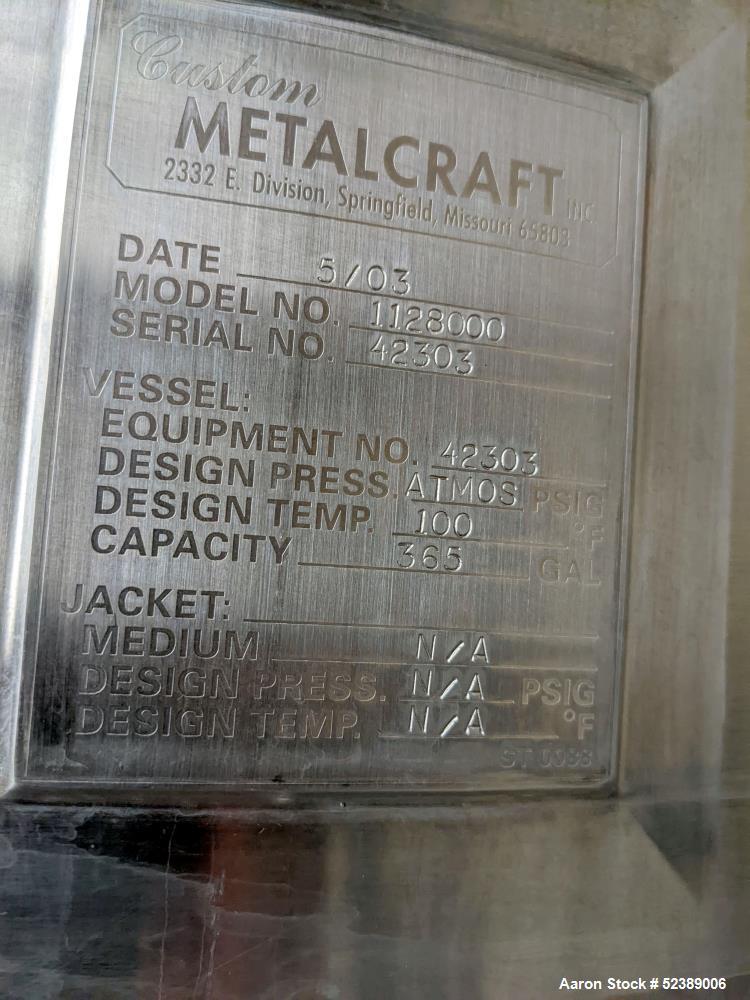 Custom
METALCRAFT INC
2332 E. Division, Springfield, Missouri 65803
DATE 5/03
MODEL NO. 1128000
SERIAL NO. 42303
VESSEL:
EQUIPMENT NO. 42303
DESIGN PRESS. ATMOS PSIG
DESIGN TEMP. 100 °F
CAPACITY 365 GAL
JACKET:
MEDIUM N/A
DESIGN PRESS. N/A PSIG
DESIGN TEMP. N/A °F
Aaron Stock # 52389006